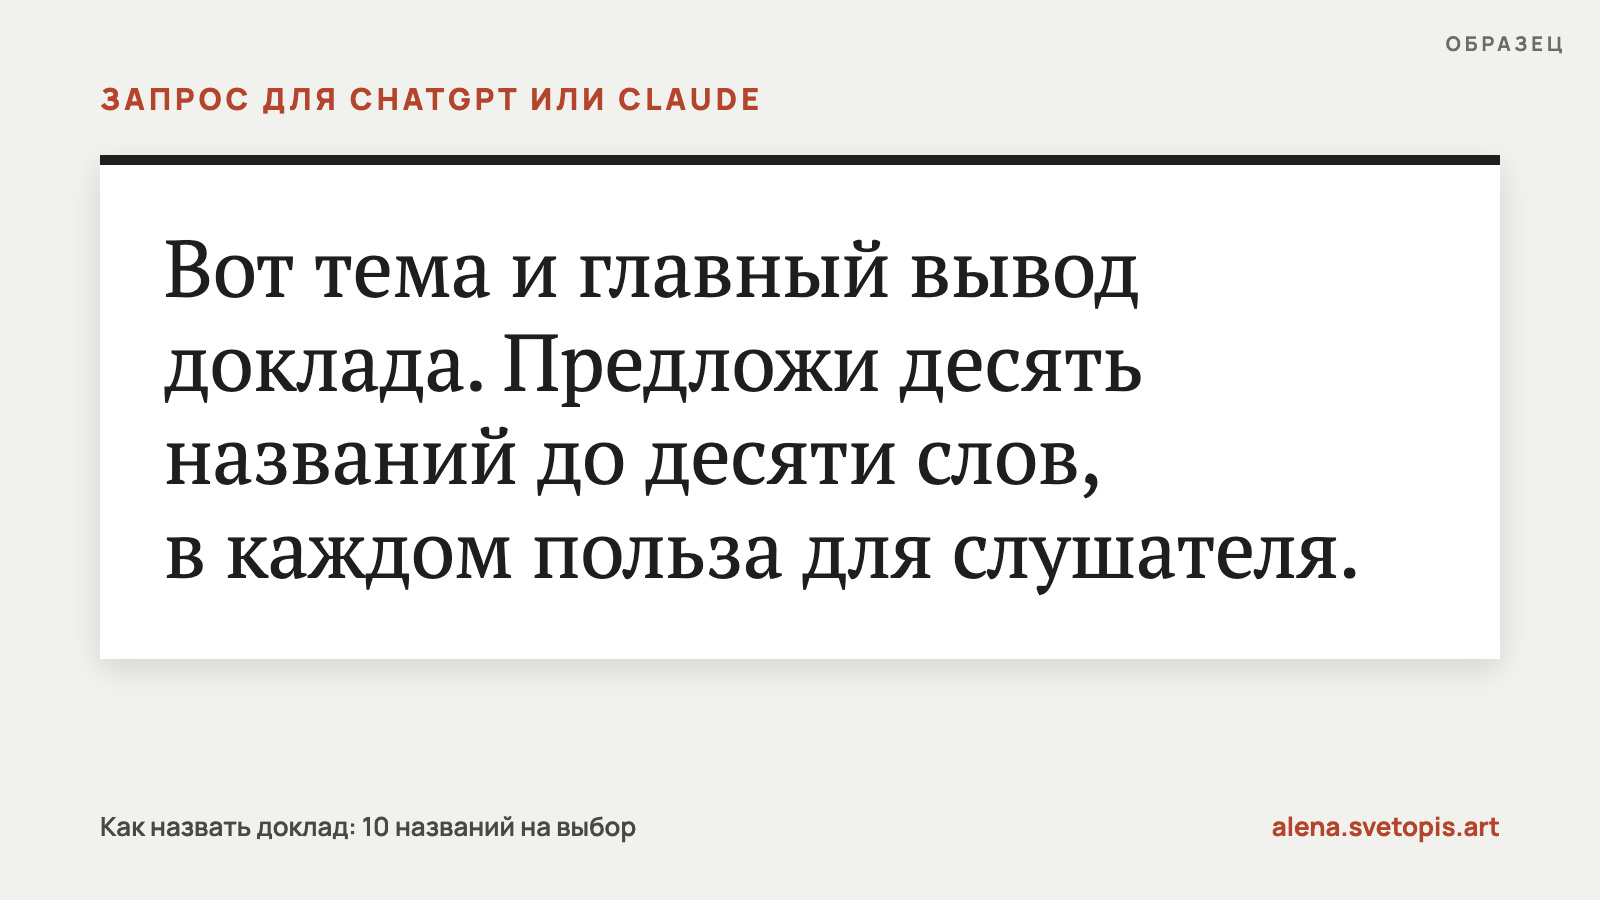 ОБРАЗЕЦ
ЗАПРОС ДЛЯ CHATGPT ИЛИ CLAUDE
Вот тема и главный вывод
доклада. Предложи десять
названий до десяти слов,
в каждом польза для слушателя.
Как назвать доклад: 10 названий на выбор
alena.svetopis.art